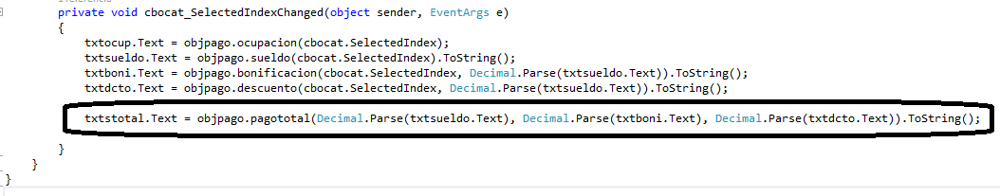 private void cbocat_SelectedIndexChanged(object sender, EventArgs e)
{
txtocup.Text = objpago.ocupacion(cbocat.SelectedIndex);
txtsueldo.Text = objpago.sueldo(cbocat.SelectedIndex).ToString();
txtboni.Text = objpago.bonificacion(cbocat.SelectedIndex, Decimal.Parse(txtsueldo.Text)).ToString();
txtdcto.Text = objpago.descuento(cbocat.SelectedIndex, Decimal.Parse(txtsueldo.Text)).ToString();
txtstotal.Text = objpago.pagototal(Decimal.Parse(txtsueldo.Text), Decimal.Parse(txtboni.Text), Decimal.Parse(txtdcto.Text)).ToString();
}
}
}